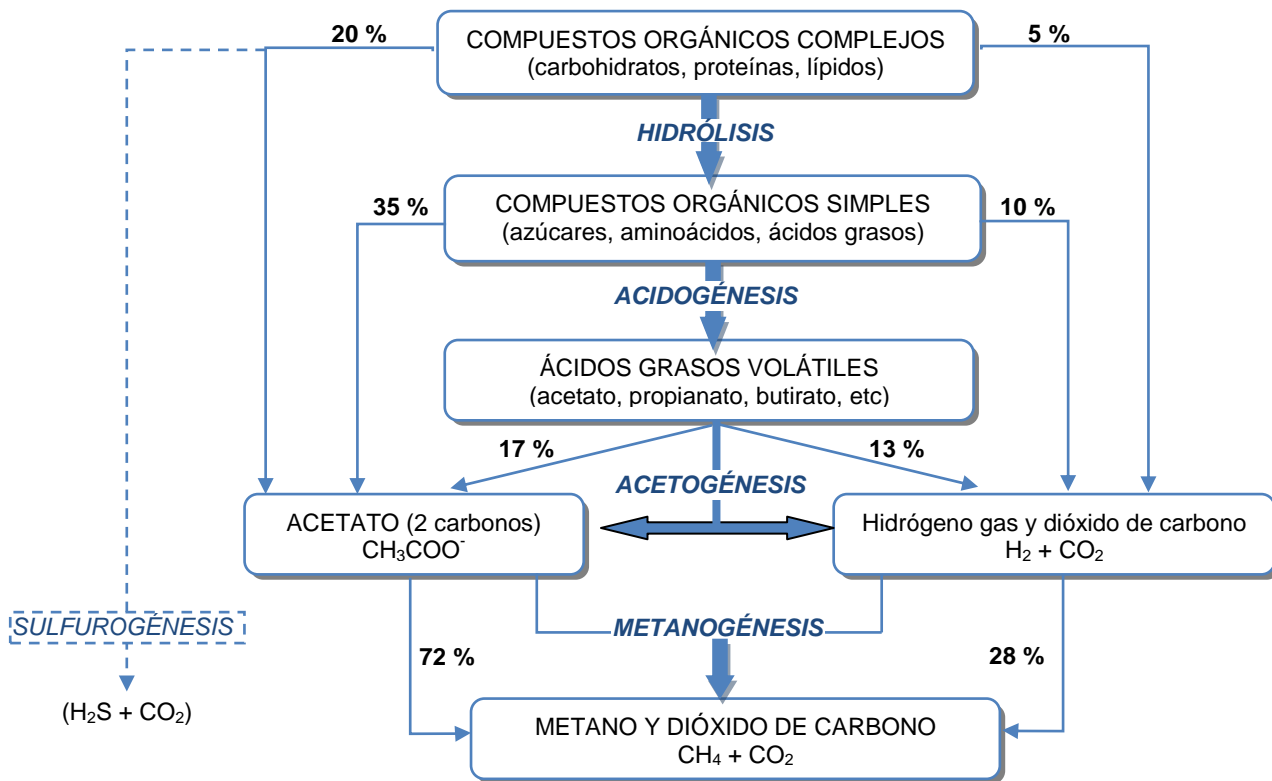 20 %
COMPUESTOS ORGÁNICOS COMPLEJOS
(carbohidratos, proteínas, lípidos)
5 %
HIDRÓLISIS
35 %
COMPUESTOS ORGÁNICOS SIMPLES
(azúcares, aminoácidos, ácidos grasos)
10 %
ACIDOGÉNESIS
ÁCIDOS GRASOS VOLÁTILES
(acetato, propianato, butirato, etc)
17 %
13 %
ACETOGÉNESIS
ACETATO (2 carbonos)
CH₃COO⁻
Hidrógeno gas y dióxido de carbono
H₂ + CO₂
SULFUROGÉNESIS
METANOGÉNESIS
72 %
28 %
(H₂S + CO₂)
METANO Y DIÓXIDO DE CARBONO
CH₄ + CO₂